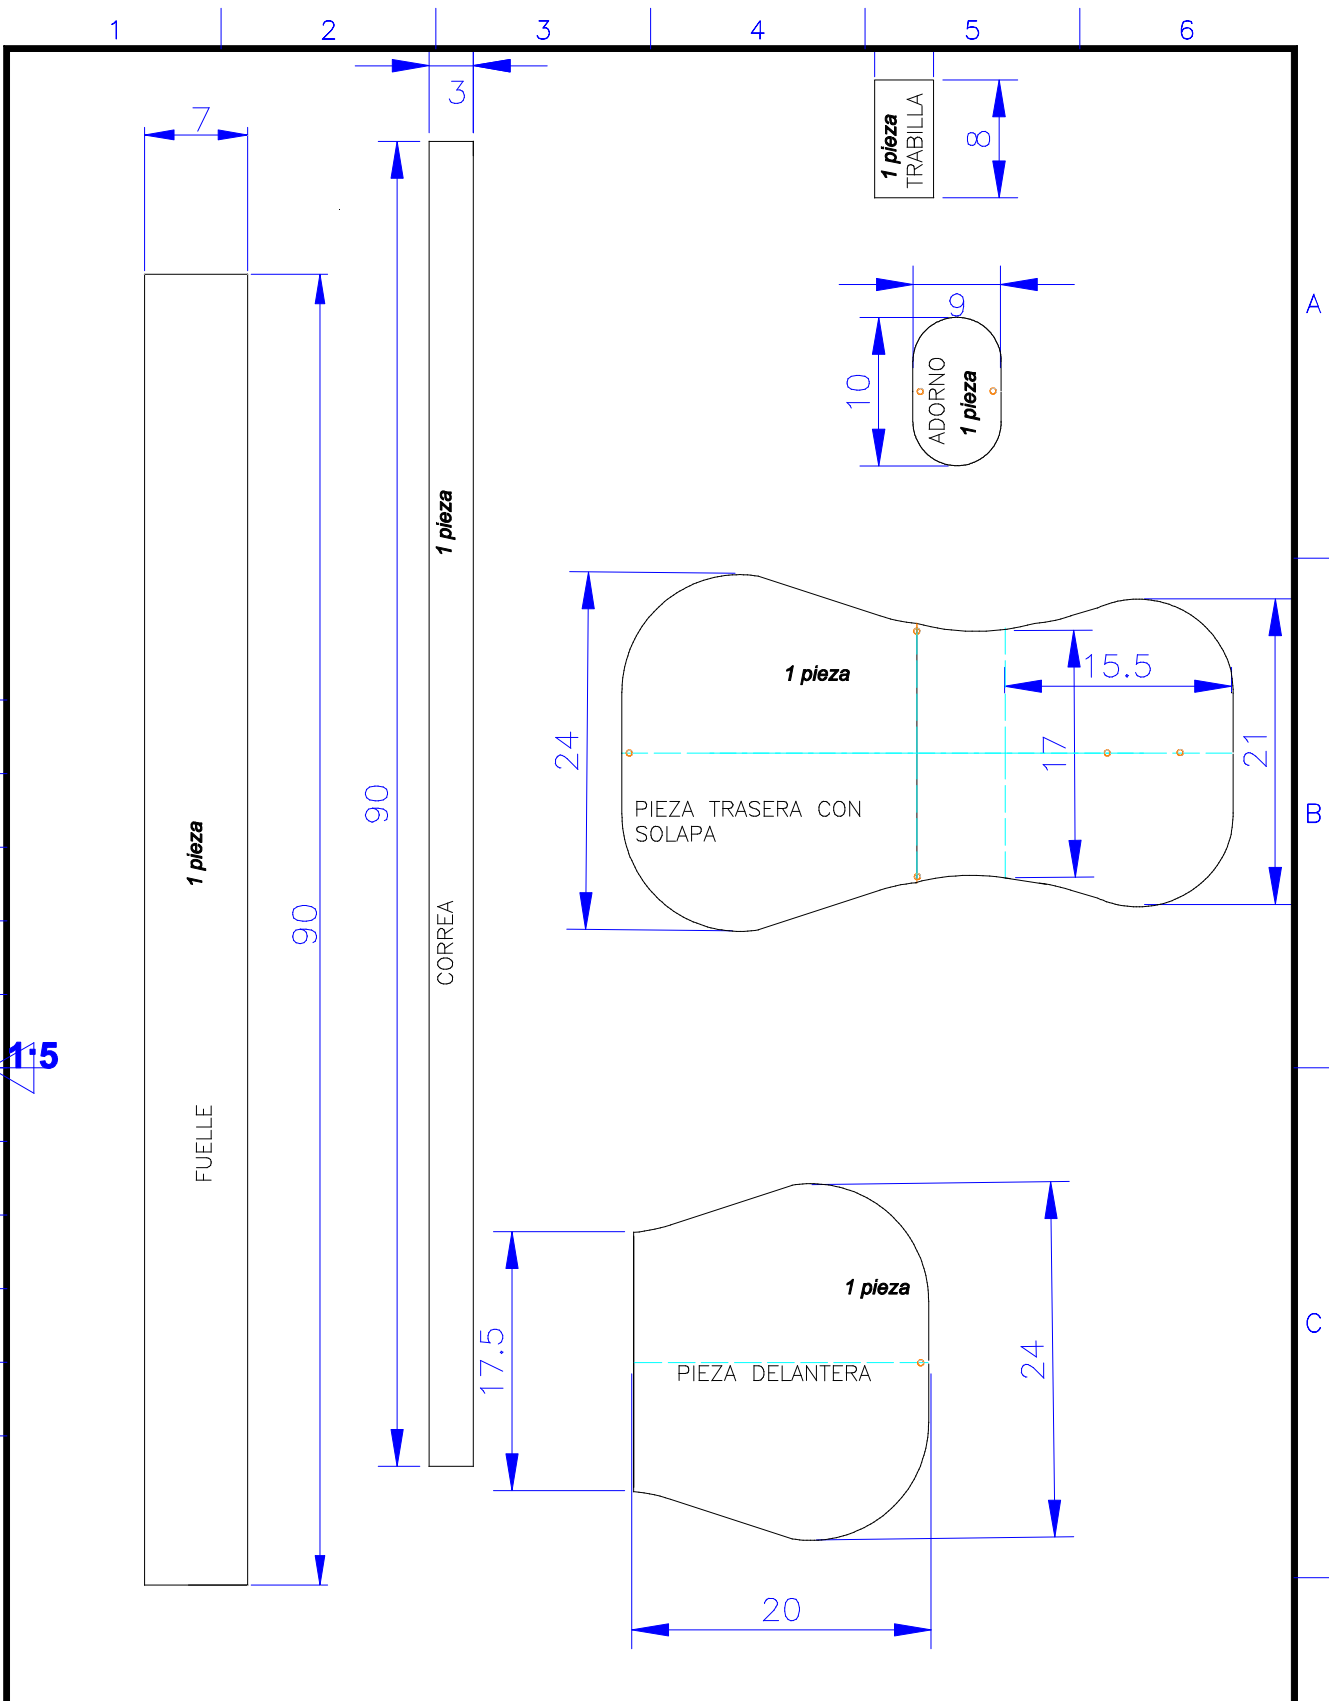 1
2
3
4
5
6
3
7
1 pieza
TRABILLA
8
A
9
10
ADORNO
1 pieza
1 pieza
1 pieza
15.5
24
17
21
90
PIEZA TRASERA CON
SOLAPA
B
1 pieza
90
CORREA
1:5
FUELLE
1 pieza
C
17.5
24
PIEZA DELANTERA
20